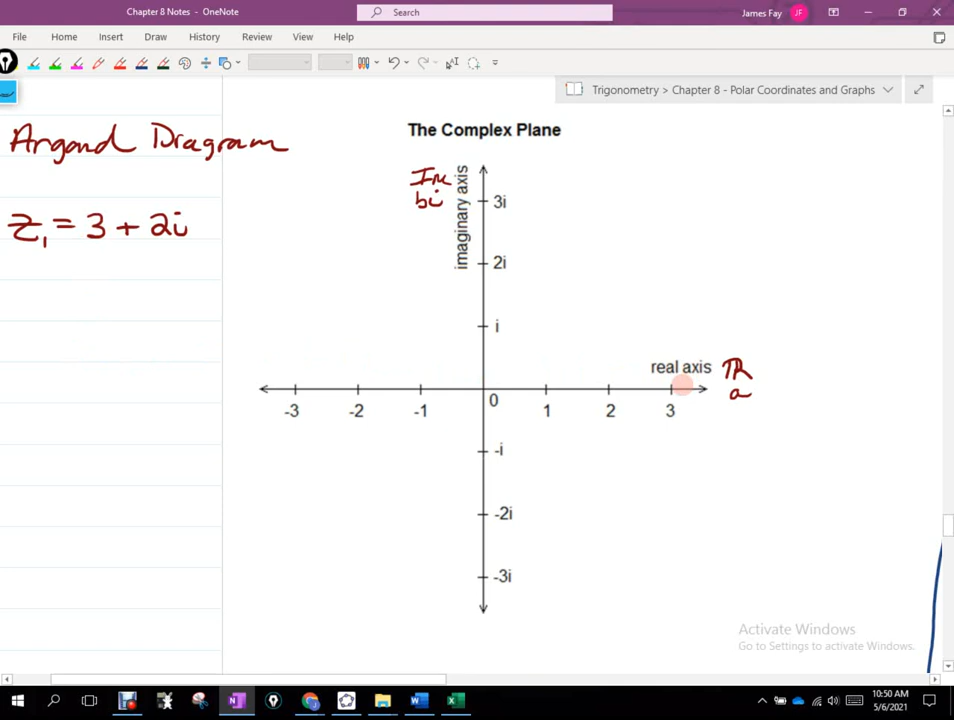 Chapter 8 Notes - OneNote
Search
James Fay
JF
File Home Insert Draw History Review View Help
Trigonometry > Chapter 8 - Polar Coordinates and Graphs
The Complex Plane
Argand Diagram
Im
bi
imaginary axis
3i
z₁ = 3 + 2i
2i
i
real axis
ℝ
a
0
-3 -2 -1 1 2 3
-i
-2i
-3i
Activate Windows
Go to Settings to activate Windows.
10:50 AM
5/6/2021